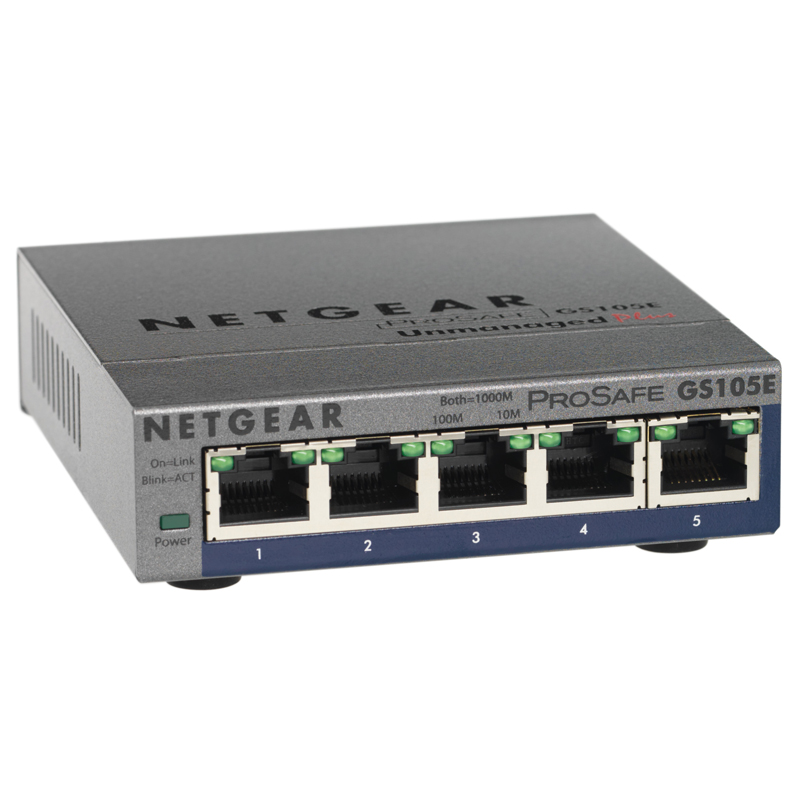 NETGEAR
PROSAFE | GS105E
Unmanaged Plus
NETGEAR
Both=1000M
100M 10M
PROSAFE GS105E
On=Link
Blink=ACT
Power
1 2 3 4 5